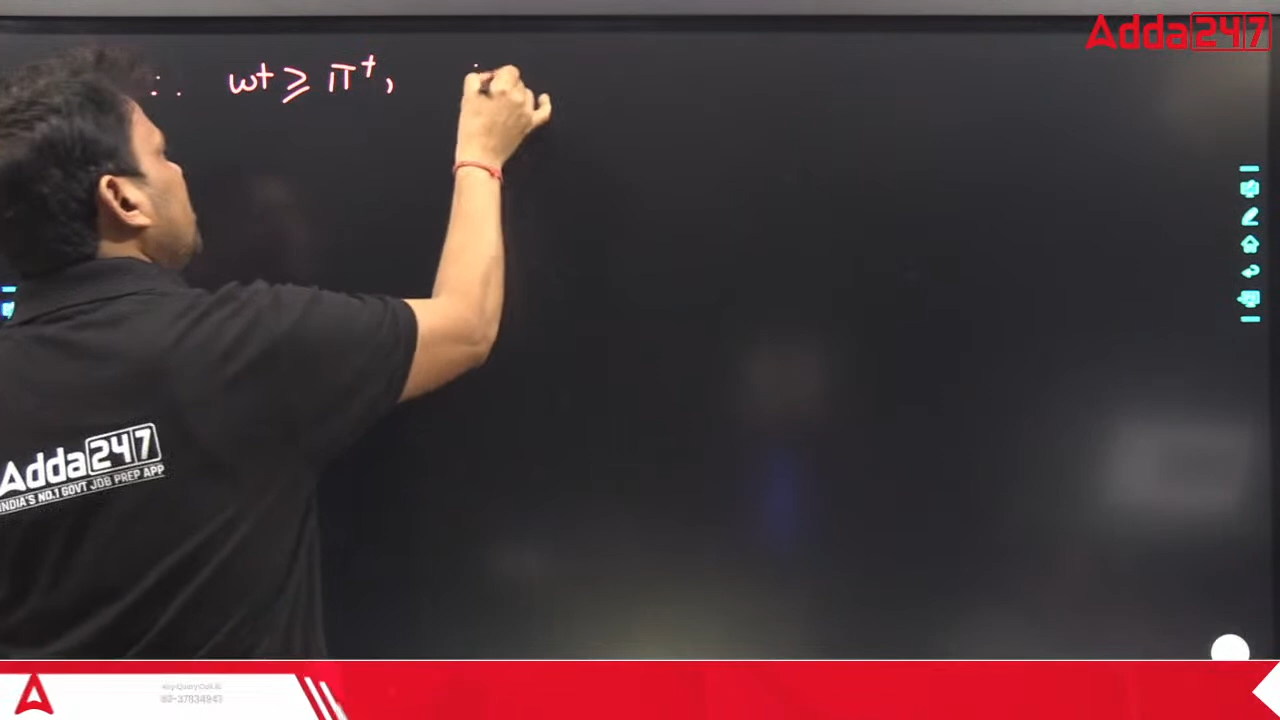 Adda247
∴ ωt ⩾ π⁺,
Adda247
INDIA'S NO.1 GOVT JOB PREP APP